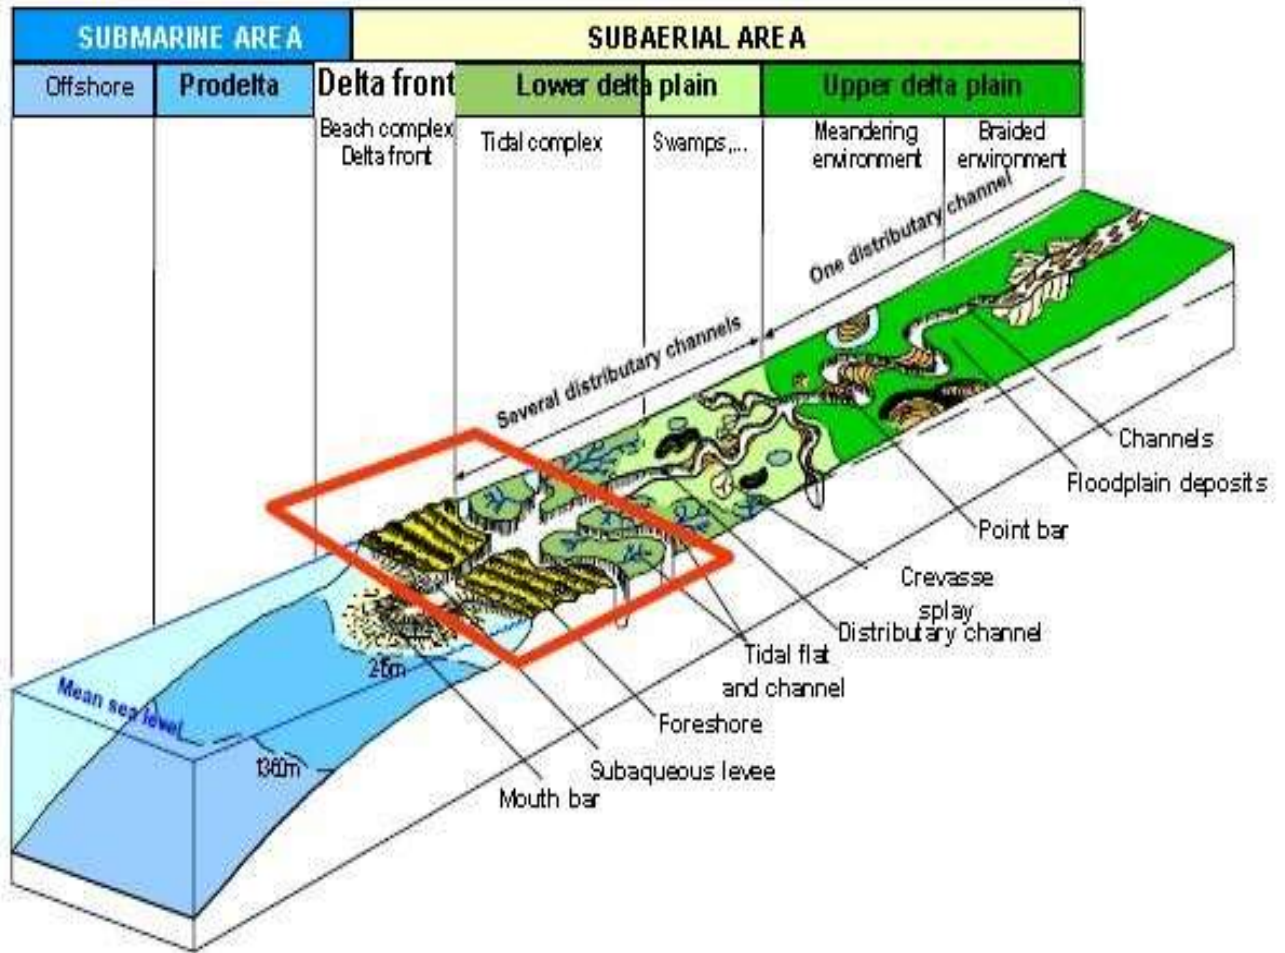 SUBMARINE AREA
SUBAERIAL AREA
Offshore
Prodelta
Delta front
Lower delta plain
Upper delta plain
Beach complex
Delta front
Tidal complex
Swamps,...
Meandering
environment
Braided
environment
One distributary channel
Several distributary channels
Channels
Floodplain deposits
Point bar
Crevasse
splay
Distributary channel
Tidal flat
and channel
Foreshore
Subaqueous levee
Mouth bar
Mean sea level